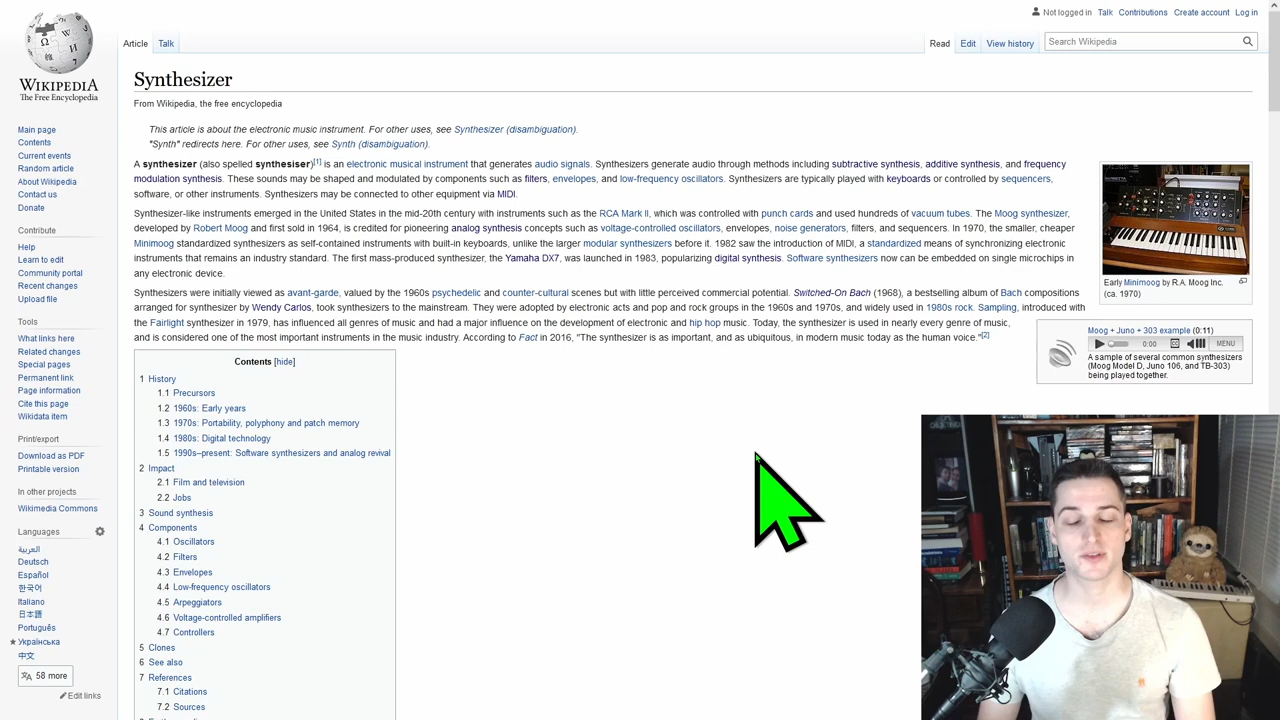 Not logged in Talk Contributions Create account Log in
Article Talk
Read Edit View history Search Wikipedia
WIKIPEDIA
The Free Encyclopedia
Main page
Contents
Current events
Random article
About Wikipedia
Contact us
Donate
Contribute
Help
Learn to edit
Community portal
Recent changes
Upload file
Tools
What links here
Related changes
Special pages
Permanent link
Page information
Cite this page
Wikidata item
Print/export
Download as PDF
Printable version
In other projects
Wikimedia Commons
Languages
العربية
Deutsch
Español
한국어
Italiano
日本語
Português
Українська
中文
58 more
Edit links
Synthesizer
From Wikipedia, the free encyclopedia
This article is about the electronic music instrument. For other uses, see Synthesizer (disambiguation).
"Synth" redirects here. For other uses, see Synth (disambiguation).
A synthesizer (also spelled synthesiser)[1] is an electronic musical instrument that generates audio signals. Synthesizers generate audio through methods including subtractive synthesis, additive synthesis, and frequency
modulation synthesis. These sounds may be shaped and modulated by components such as filters, envelopes, and low-frequency oscillators. Synthesizers are typically played with keyboards or controlled by sequencers,
software, or other instruments. Synthesizers may be connected to other equipment via MIDI.
Synthesizer-like instruments emerged in the United States in the mid-20th century with instruments such as the RCA Mark II, which was controlled with punch cards and used hundreds of vacuum tubes. The Moog synthesizer,
developed by Robert Moog and first sold in 1964, is credited for pioneering analog synthesis concepts such as voltage-controlled oscillators, envelopes, noise generators, filters, and sequencers. In 1970, the smaller, cheaper
Minimoog standardized synthesizers as self-contained instruments with built-in keyboards, unlike the larger modular synthesizers before it. 1982 saw the introduction of MIDI, a standardized means of synchronizing electronic
instruments that remains an industry standard. The first mass-produced synthesizer, the Yamaha DX7, was launched in 1983, popularizing digital synthesis. Software synthesizers now can be embedded on single microchips in
any electronic device.
Synthesizers were initially viewed as avant-garde, valued by the 1960s psychedelic and counter-cultural scenes but with little perceived commercial potential. Switched-On Bach (1968), a bestselling album of Bach compositions
arranged for synthesizer by Wendy Carlos, took synthesizers to the mainstream. They were adopted by electronic acts and pop and rock groups in the 1960s and 1970s, and widely used in 1980s rock. Sampling, introduced with
the Fairlight synthesizer in 1979, has influenced all genres of music and had a major influence on the development of electronic and hip hop music. Today, the synthesizer is used in nearly every genre of music,
and is considered one of the most important instruments in the music industry. According to Fact in 2016, "The synthesizer is as important, and as ubiquitous, in modern music today as the human voice."[2]
Early Minimoog by R.A. Moog Inc.
(ca. 1970)
Moog + Juno + 303 example (0:11)
0:00 MENU
A sample of several common synthesizers
(Moog Model D, Juno 106, and TB-303)
being played together.
Contents [hide]
1 History
1.1 Precursors
1.2 1960s: Early years
1.3 1970s: Portability, polyphony and patch memory
1.4 1980s: Digital technology
1.5 1990s–present: Software synthesizers and analog revival
2 Impact
2.1 Film and television
2.2 Jobs
3 Sound synthesis
4 Components
4.1 Oscillators
4.2 Filters
4.3 Envelopes
4.4 Low-frequency oscillators
4.5 Arpeggiators
4.6 Voltage-controlled amplifiers
4.7 Controllers
5 Clones
6 See also
7 References
7.1 Citations
7.2 Sources